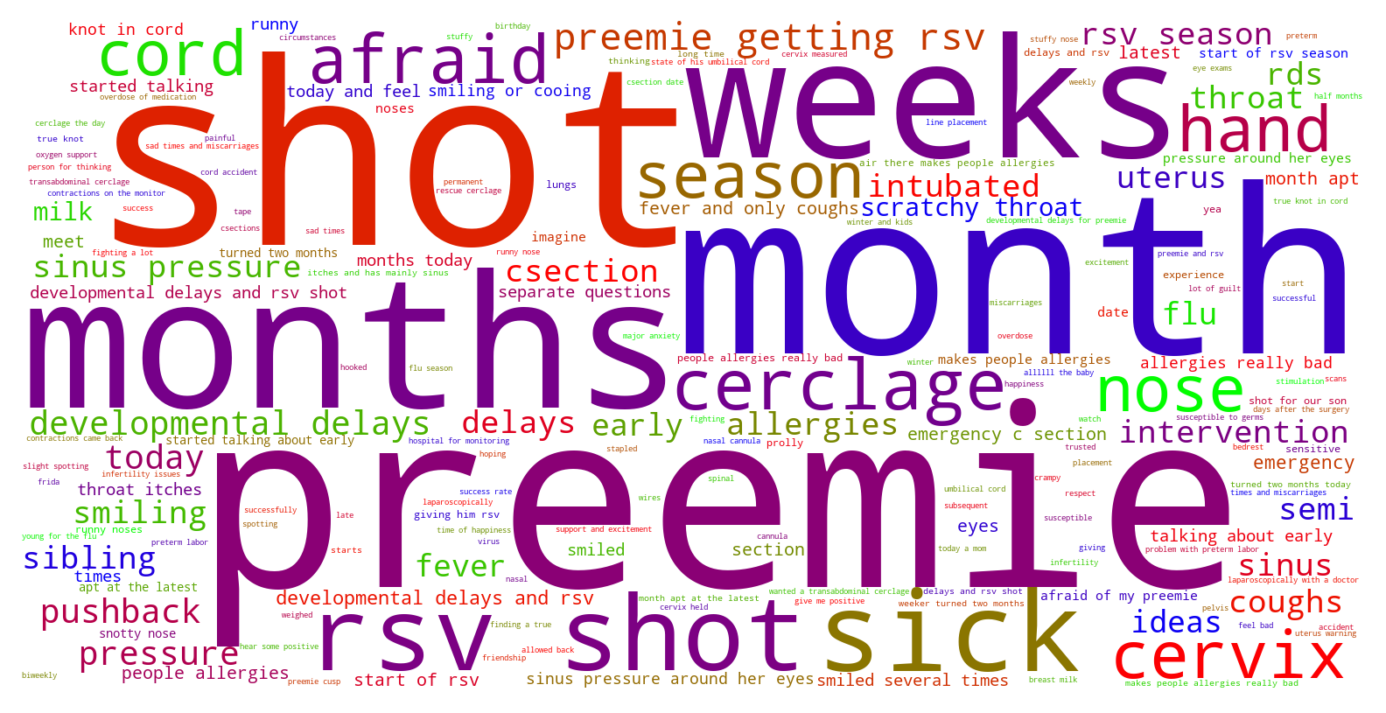 knot in cord
runny
circumstances
birthday
stuffy
preemie getting rsv
stuffy nose
rsv season
preterm
cord
afraid
long time
delays and rsv
latest
start of rsv season
thinking
state of his umbilical cord
cervix measured
eye exams
started talking
today and feel
smiling or cooing
csection date
weekly
rds
overdose of medication
noses
throat
half months
shot
weeks
hand
cerclage the day
true knot
painful
sad times and miscarriages
line placement
oxygen support
person for thinking
cord accident
season
air there makes people allergies
pressure around her eyes
transabdominal cerclage
contractions on the monitor
permanent
rescue cerclage
lungs
intubated
uterus
month apt
success
tape
csections
sad times
fever and only coughs
scratchy throat
true knot in cord
milk
winter and kids
developmental delays for preemie
yea
meet
fighting a lot
turned two months
imagine
runny nose
month
preemie and rsv
sinus pressure
itches and has mainly sinus
months today
csection
excitement
experience
start
developmental delays and rsv shot
separate questions
lot of guilt
successful
months
miscarriages
date
flu
major anxiety
overdose
hooked
flu season
people allergies really bad
winter
makes people allergies
allergies really bad
allllll the baby
cerclage
happiness
nose
stimulation
scans
shot for our son
developmental delays
delays
early
fighting
allergies
watch
susceptible to germs
days after the surgery
contractions came back
started talking about early
hospital for monitoring
nasal cannula
prolly
emergency c section
intervention
today
hoping
stapled
trusted
bedrest
sensitive
slight spotting
infertility issues
preemie
spinal
crampy
placement
emergency
frida
throat itches
success rate
laparoscopically
wires
umbilical cord
respect
turned two months today
times and miscarriages
smiling
successfully
spotting
late
giving him rsv
subsequent
susceptible
semi
runny noses
time of happiness
support and excitement
cannula
eyes
young for the flu
preterm labor
virus
smiled
section
today a mom
giving
talking about early
problem with preterm labor
sibling
starts
fever
nasal
infertility
sinus
times
laparoscopically with a doctor
apt at the latest
developmental delays and rsv
month apt at the latest
wanted a transabdominal cerclage
delays and rsv shot
afraid of my preemie
pushback
weighed
cervix held
give me positive
weeker turned two months
coughs
pelvis
snotty nose
rsv shot
finding a true
sick
ideas
feel bad
accident
uterus warning
pressure
hear some positive
friendship
allowed back
cervix
people allergies
biweekly
preemie cusp
start of rsv
sinus pressure around her eyes
smiled several times
breast milk
makes people allergies really bad